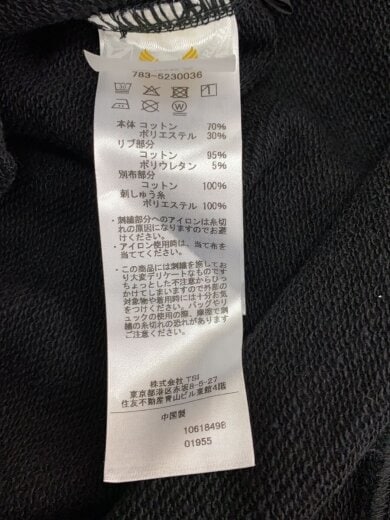 783-5230036
本体 コットン 70%
ポリエステル 30%
リブ部分
コットン 95%
ポリウレタン 5%
別布部分
コットン 100%
刺しゅう糸
ポリエステル 100%
・刺繍部分へのアイロンは糸切
れの原因になりますのでお避
けください。
・アイロン使用時は、当て布を
当ててください。
・この商品には刺繍を施してお
り大変デリケートなものです
ちょっとした不注意からひっ
かけてしまいますので外部の
対象物や着用時には十分お気
をつけください。バッグやリ
ュックの使用の際、摩擦で刺
繍の糸切れの恐れがあります
ご注意ください。
株式会社 TSI
東京都港区赤坂8-5-27
住友不動産青山ビル東館4階
中国製
10618498
01955